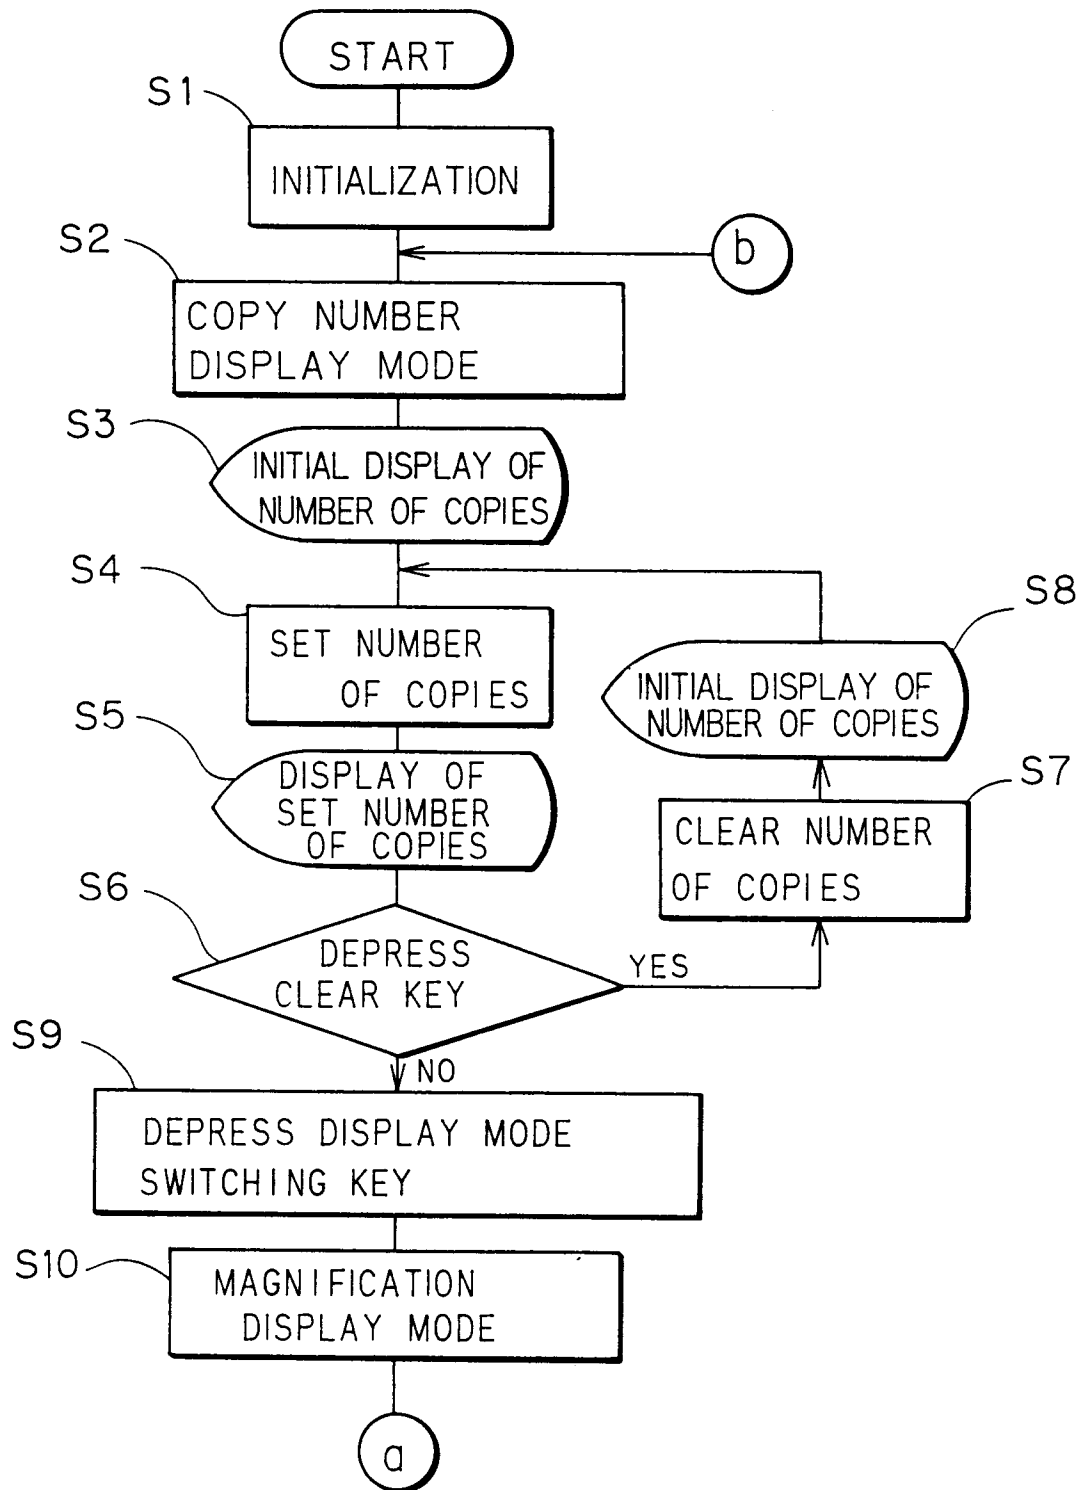 START
S1
INITIALIZATION
S2
b
COPY NUMBER
DISPLAY MODE
S3
INITIAL DISPLAY OF
NUMBER OF COPIES
S4
SET NUMBER
OF COPIES
S8
INITIAL DISPLAY OF
NUMBER OF COPIES
S5
DISPLAY OF
SET NUMBER
OF COPIES
S7
CLEAR NUMBER
OF COPIES
S6
DEPRESS
CLEAR KEY
YES
NO
S9
DEPRESS DISPLAY MODE
SWITCHING KEY
S10
MAGNIFICATION
DISPLAY MODE
a